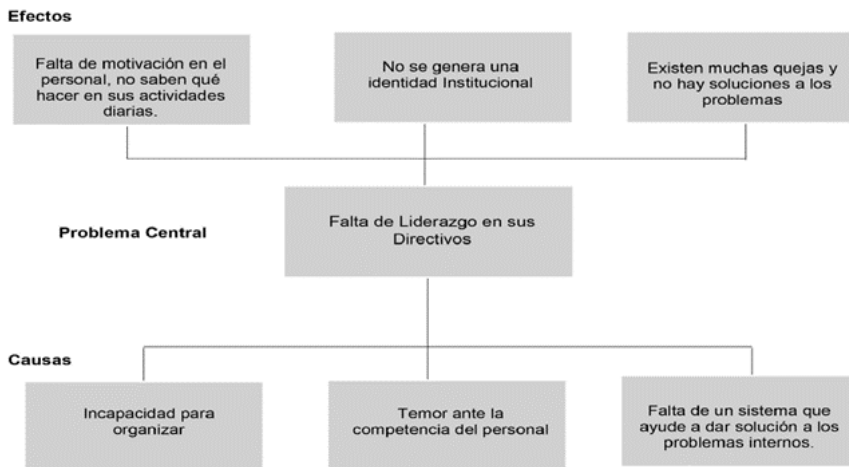 Efectos
Falta de motivación en el
personal, no saben qué
hacer en sus actividades
diarias.
No se genera una
identidad Institucional
Existen muchas quejas y
no hay soluciones a los
problemas
Problema Central
Falta de Liderazgo en sus
Directivos
Causas
Incapacidad para
organizar
Temor ante la
competencia del personal
Falta de un sistema que
ayude a dar solución a los
problemas internos.